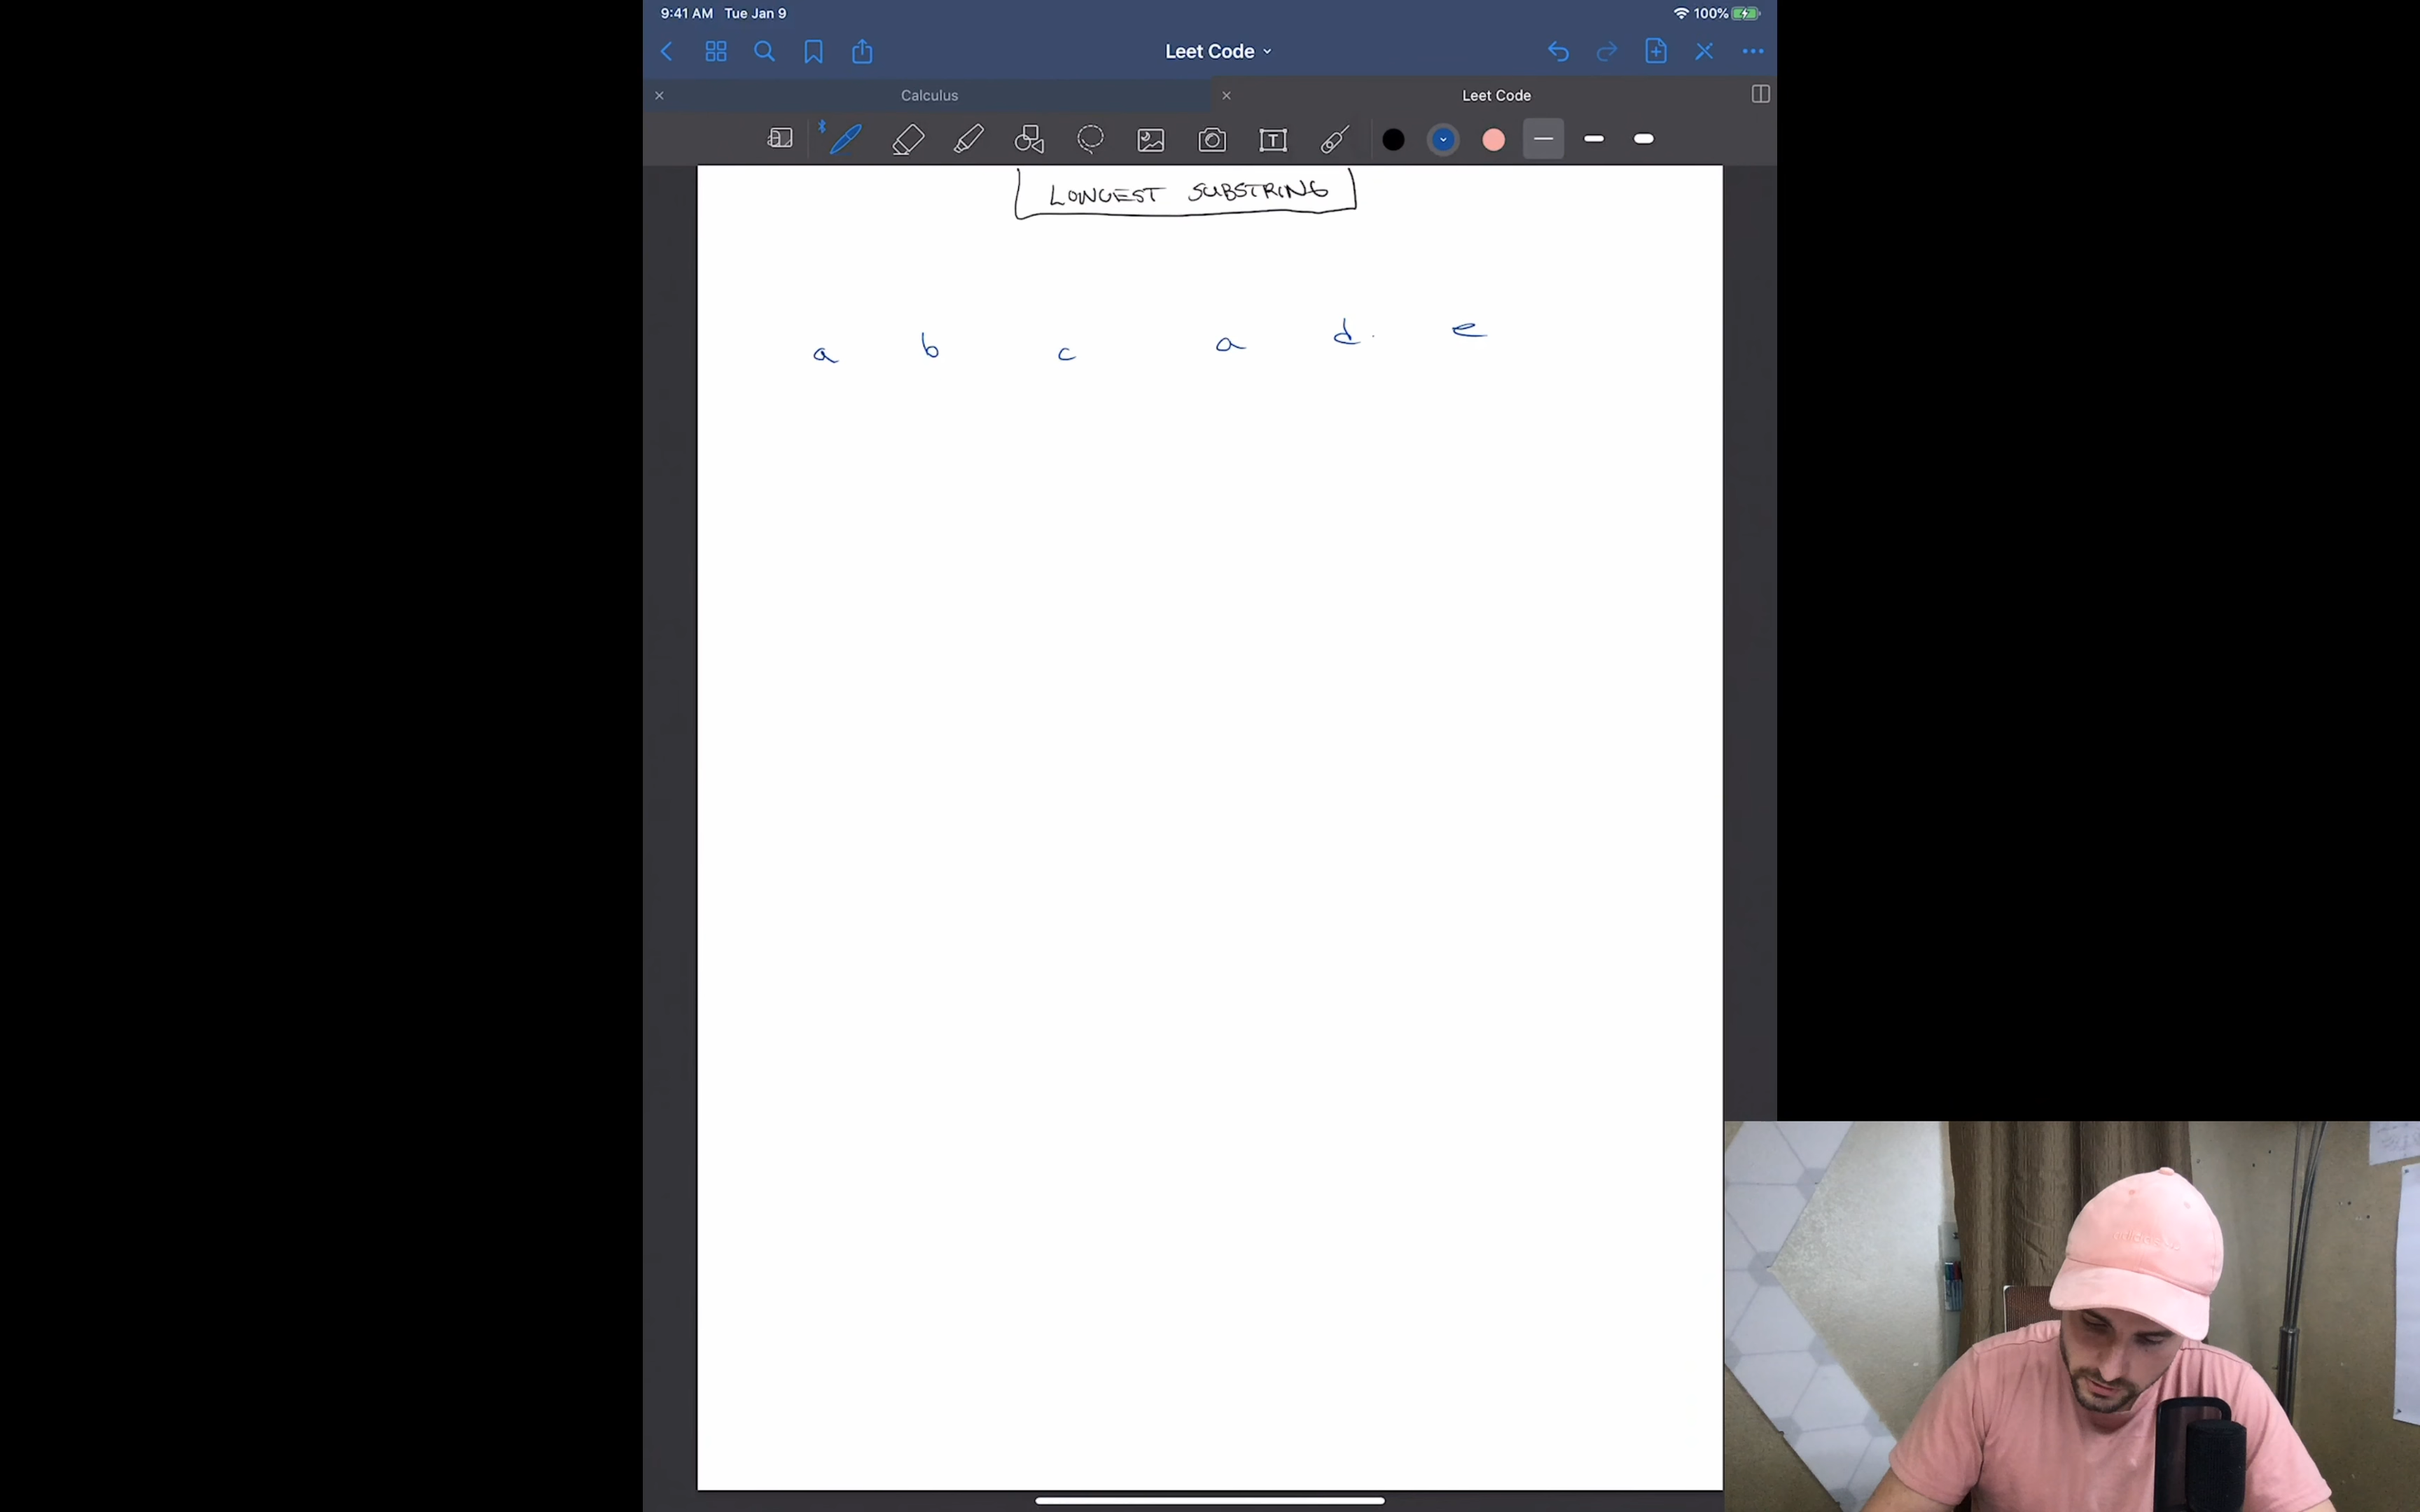 9:41 AM Tue Jan 9
100%
Leet Code
Calculus
Leet Code
T
LONGEST SUBSTRING
a b c a d. e